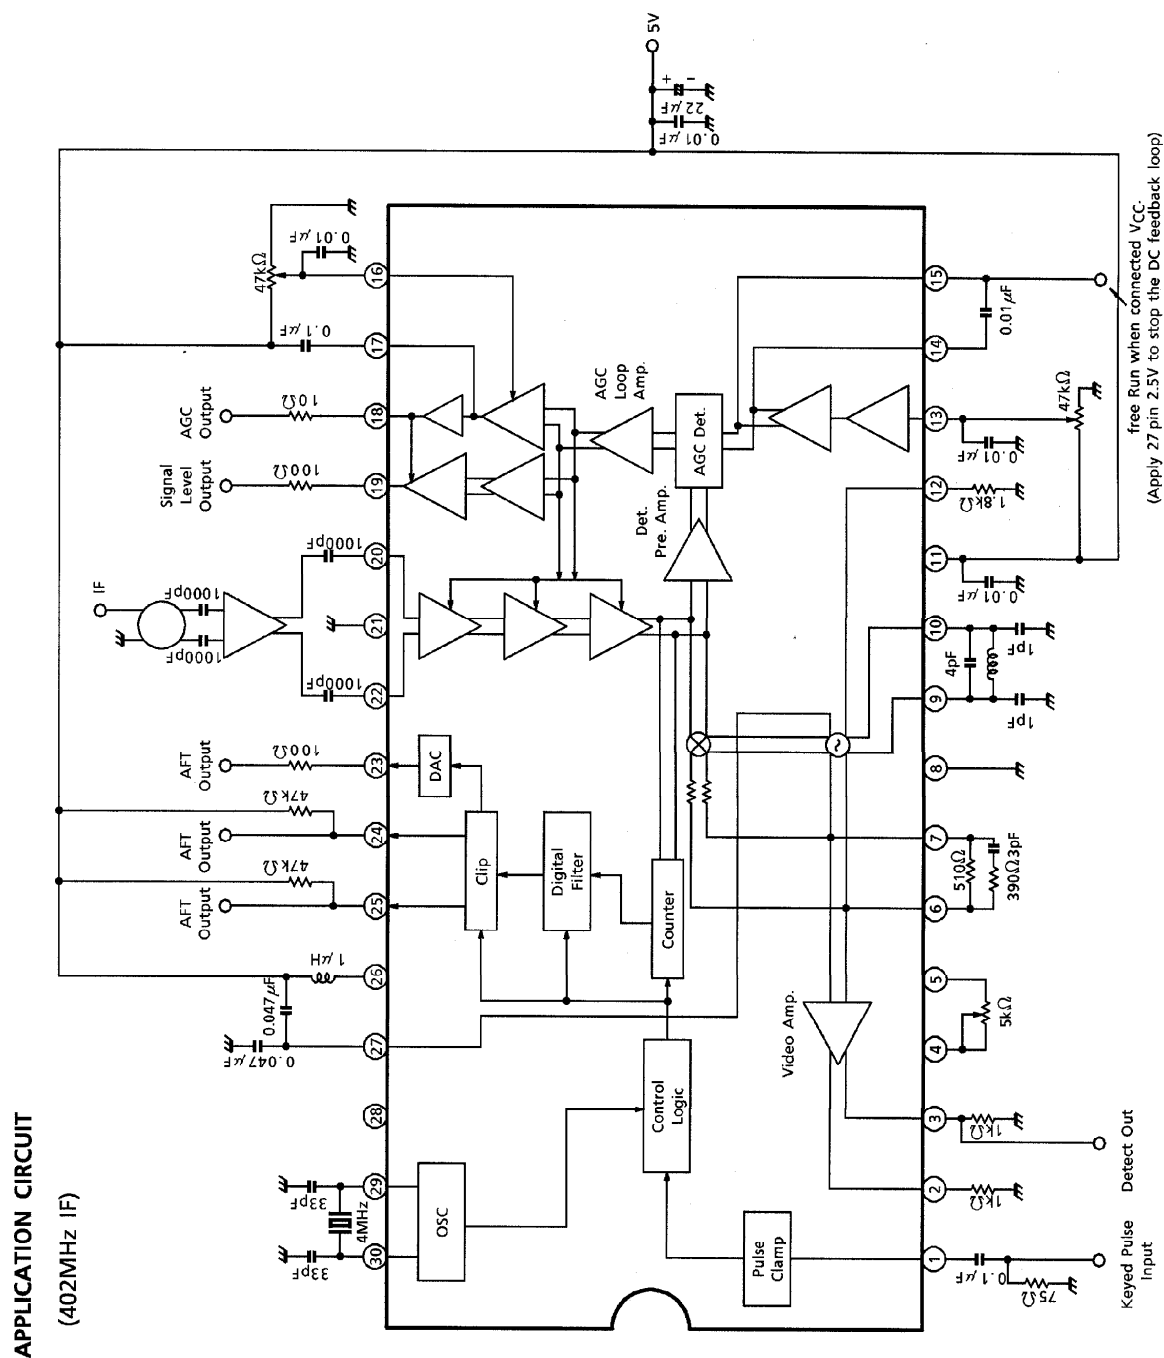 APPLICATION CIRCUIT
(402MHz IF)
5V
+
-
22μF
0.01μF
47kΩ
0.01μF
0.1μF
AGC
Output
10Ω
Signal
Level
Output
100Ω
IF
1000pF
1000pF
1000pF
1000pF
AFT
Output
100Ω
AFT
Output
47kΩ
AFT
Output
47kΩ
1μH
0.047μF
0.047μF
33pF
33pF
4MHz
16
17
18
19
20
21
22
23
24
25
26
27
28
29
30
AGC
Loop
Amp.
AGC Det.
Det.
Pre. Amp.
DAC
Clip
Digital
Filter
Counter
Control
Logic
OSC
Pulse
Clamp
Video Amp.
15
14
13
12
11
10
9
8
7
6
5
4
3
2
1
0.01μF
47kΩ
0.01μF
1.8kΩ
0.01μF
4pF
1pF
1pF
510Ω
390Ω
3pF
5kΩ
1kΩ
1kΩ
0.1μF
75Ω
Detect Out
Keyed Pulse
Input
free Run when connected VCC.
(Apply 27 pin 2.5V to stop the DC feedback loop)